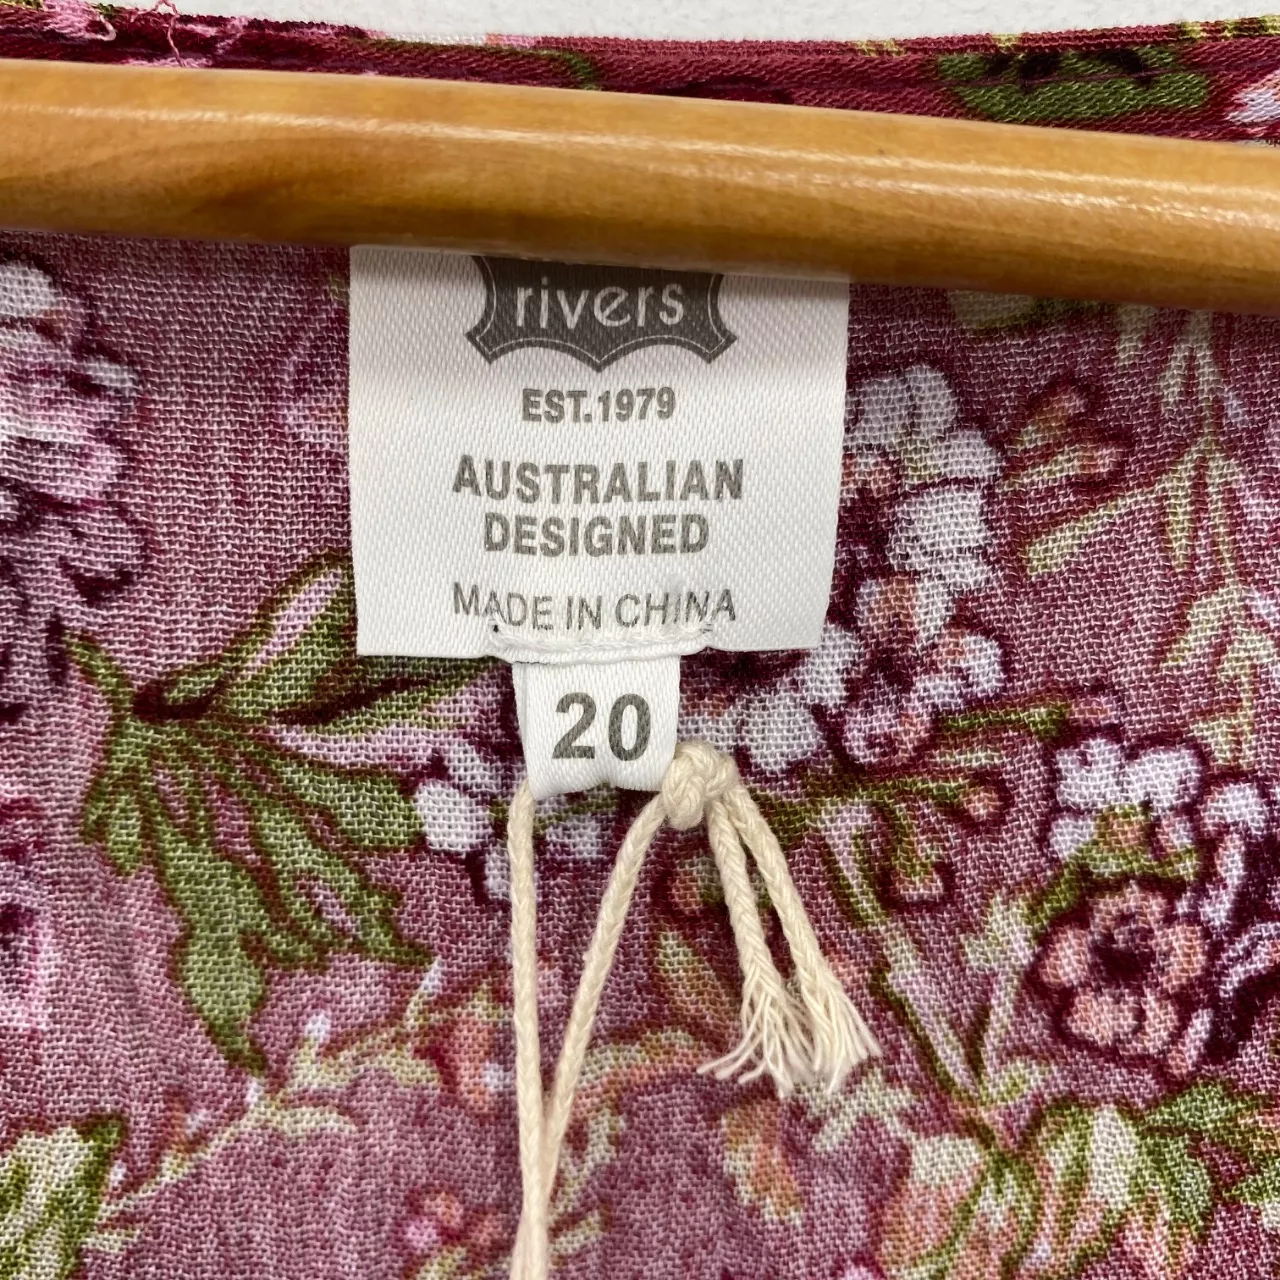 rivers
EST.1979
AUSTRALIAN
DESIGNED
MADE IN CHINA
20